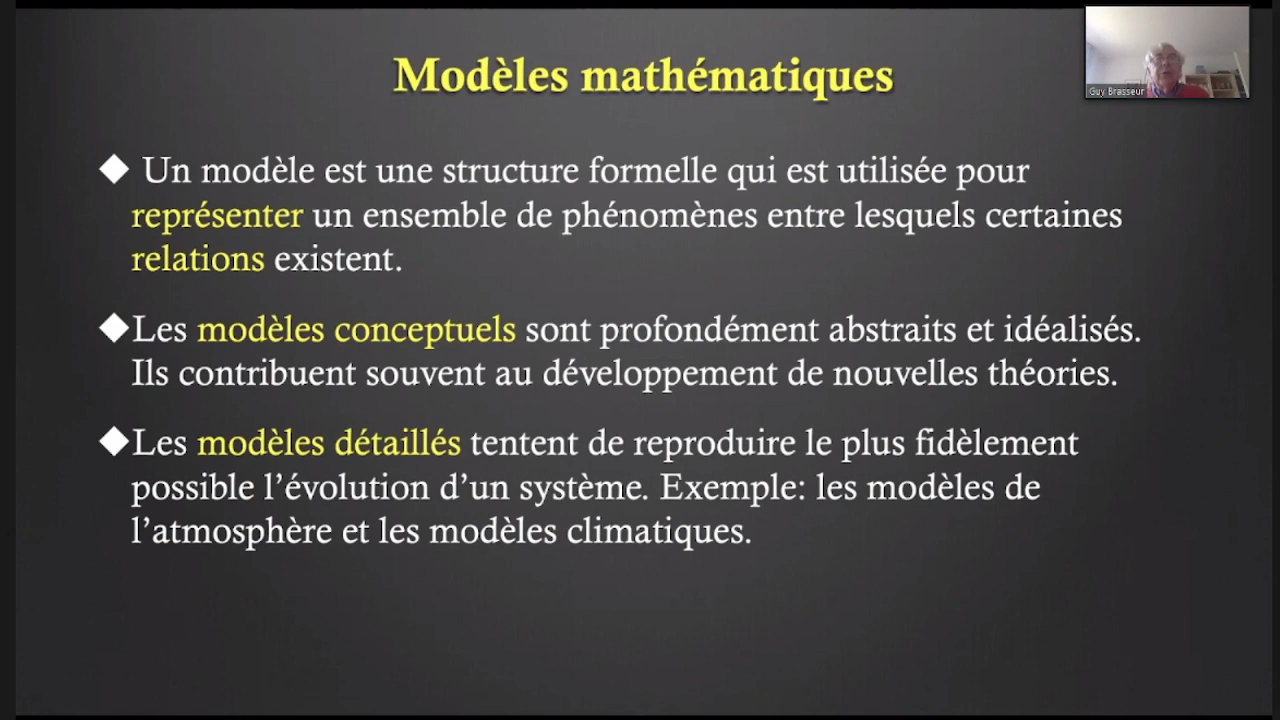 Modèles mathématiques
Guy Brasseur
◆ Un modèle est une structure formelle qui est utilisée pour
représenter un ensemble de phénomènes entre lesquels certaines
relations existent.
◆Les modèles conceptuels sont profondément abstraits et idéalisés.
Ils contribuent souvent au développement de nouvelles théories.
◆Les modèles détaillés tentent de reproduire le plus fidèlement
possible l’évolution d’un système. Exemple: les modèles de
l’atmosphère et les modèles climatiques.